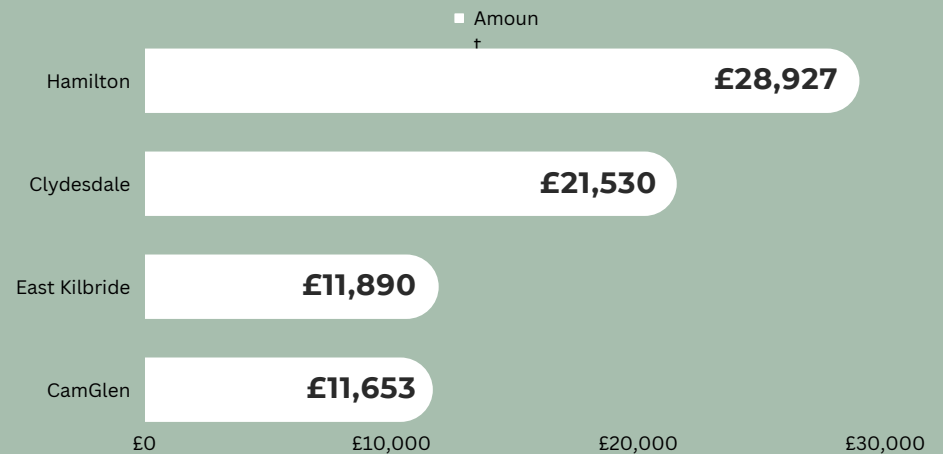 Amoun
t
Hamilton £28,927
Clydesdale £21,530
East Kilbride £11,890
CamGlen £11,653
£0 £10,000 £20,000 £30,000